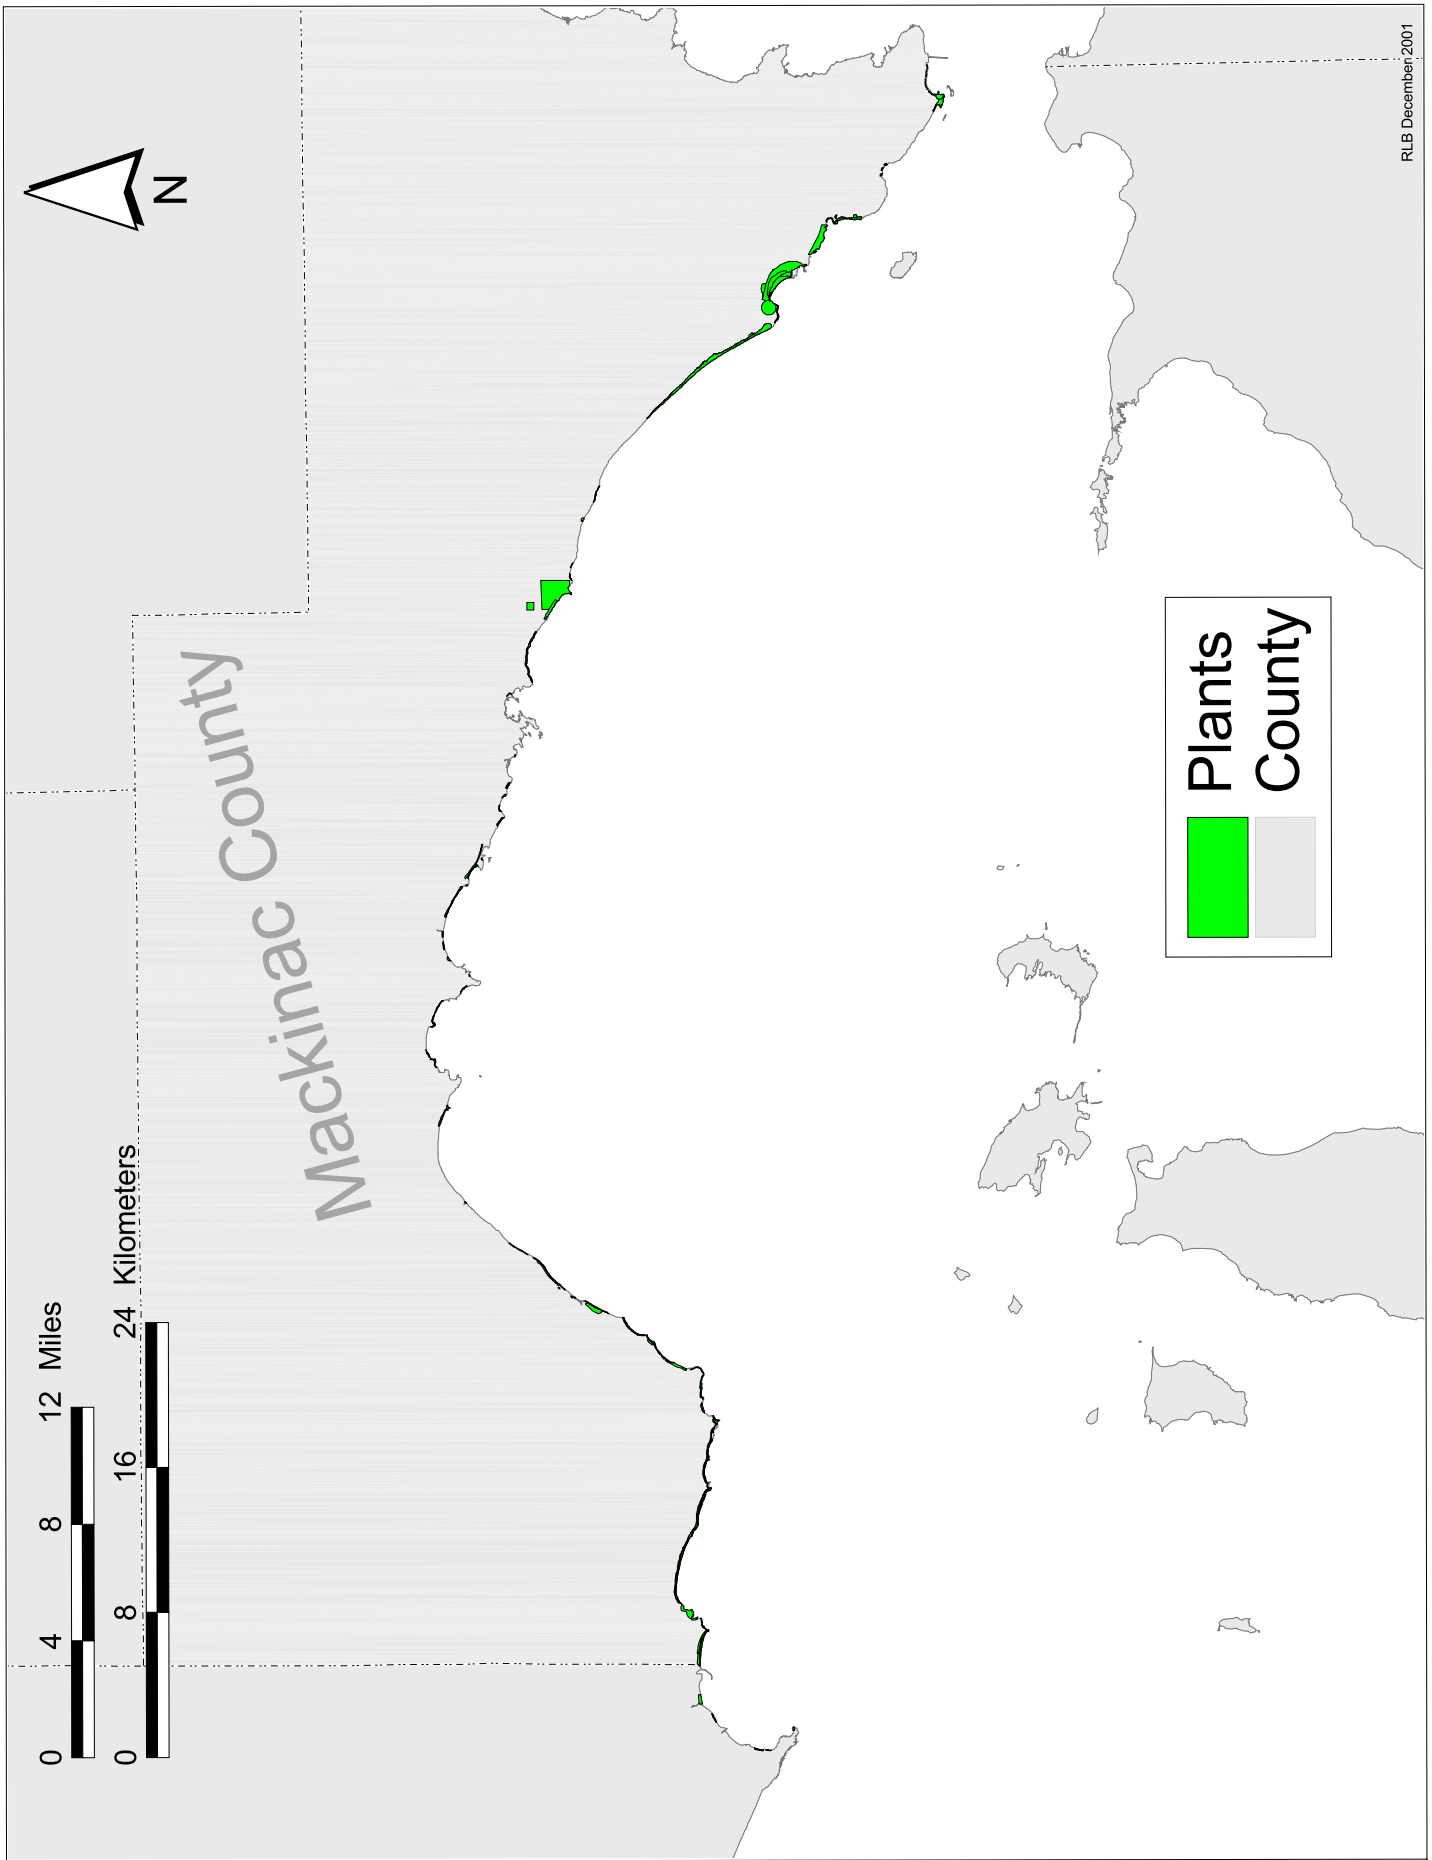 0 4 8 12 Miles
0 8 16 24 Kilometers
N
Mackinac County
Plants
County
RLB December 2001